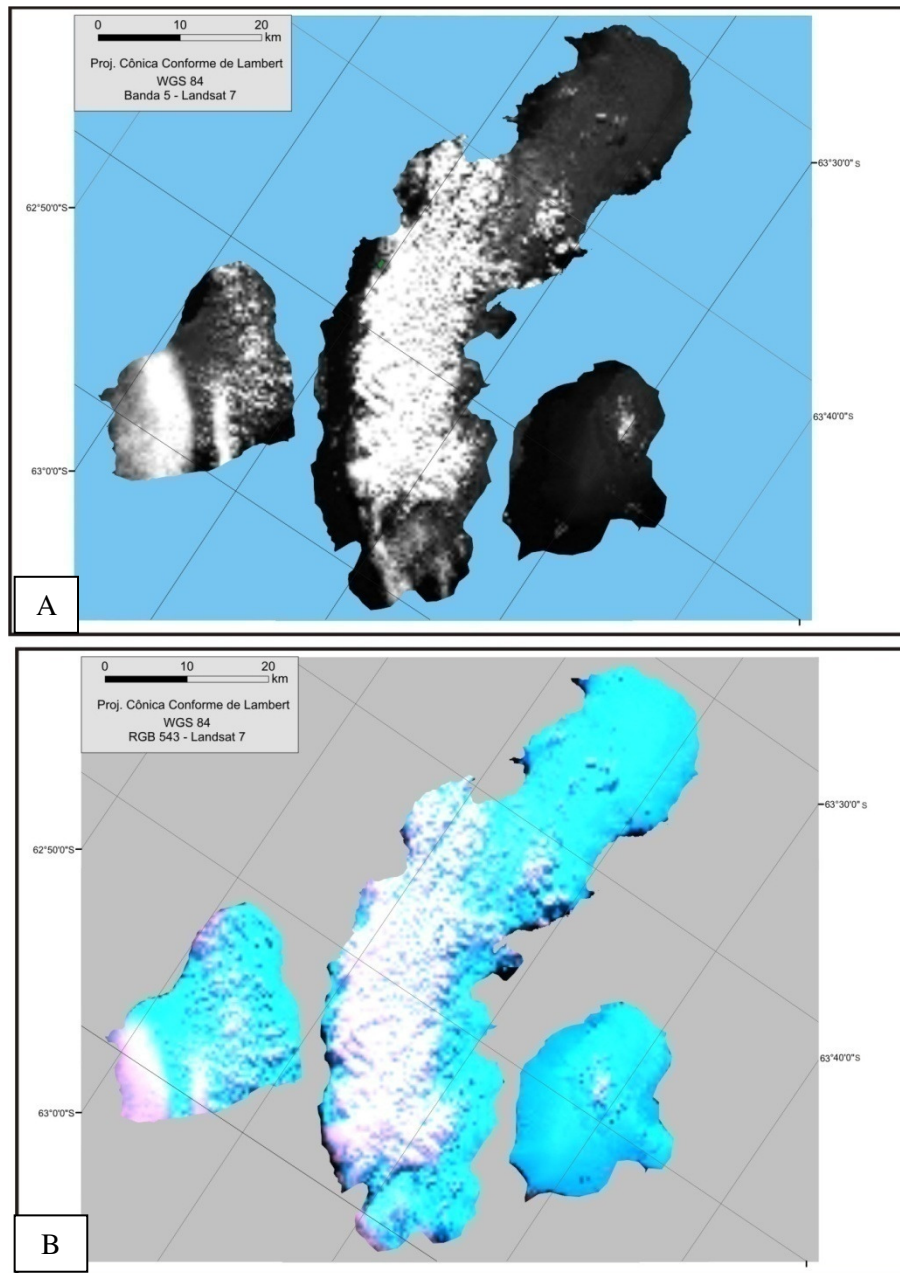 0 10 20
km
Proj. Cônica Conforme de Lambert
WGS 84
Banda 5 - Landsat 7
63°30'0"S
62°50'0"S
63°40'0"S
63°0'0"S
A
0 10 20
km
Proj. Cônica Conforme de Lambert
WGS 84
RGB 543 - Landsat 7
63°30'0"S
62°50'0"S
63°40'0"S
63°0'0"S
B